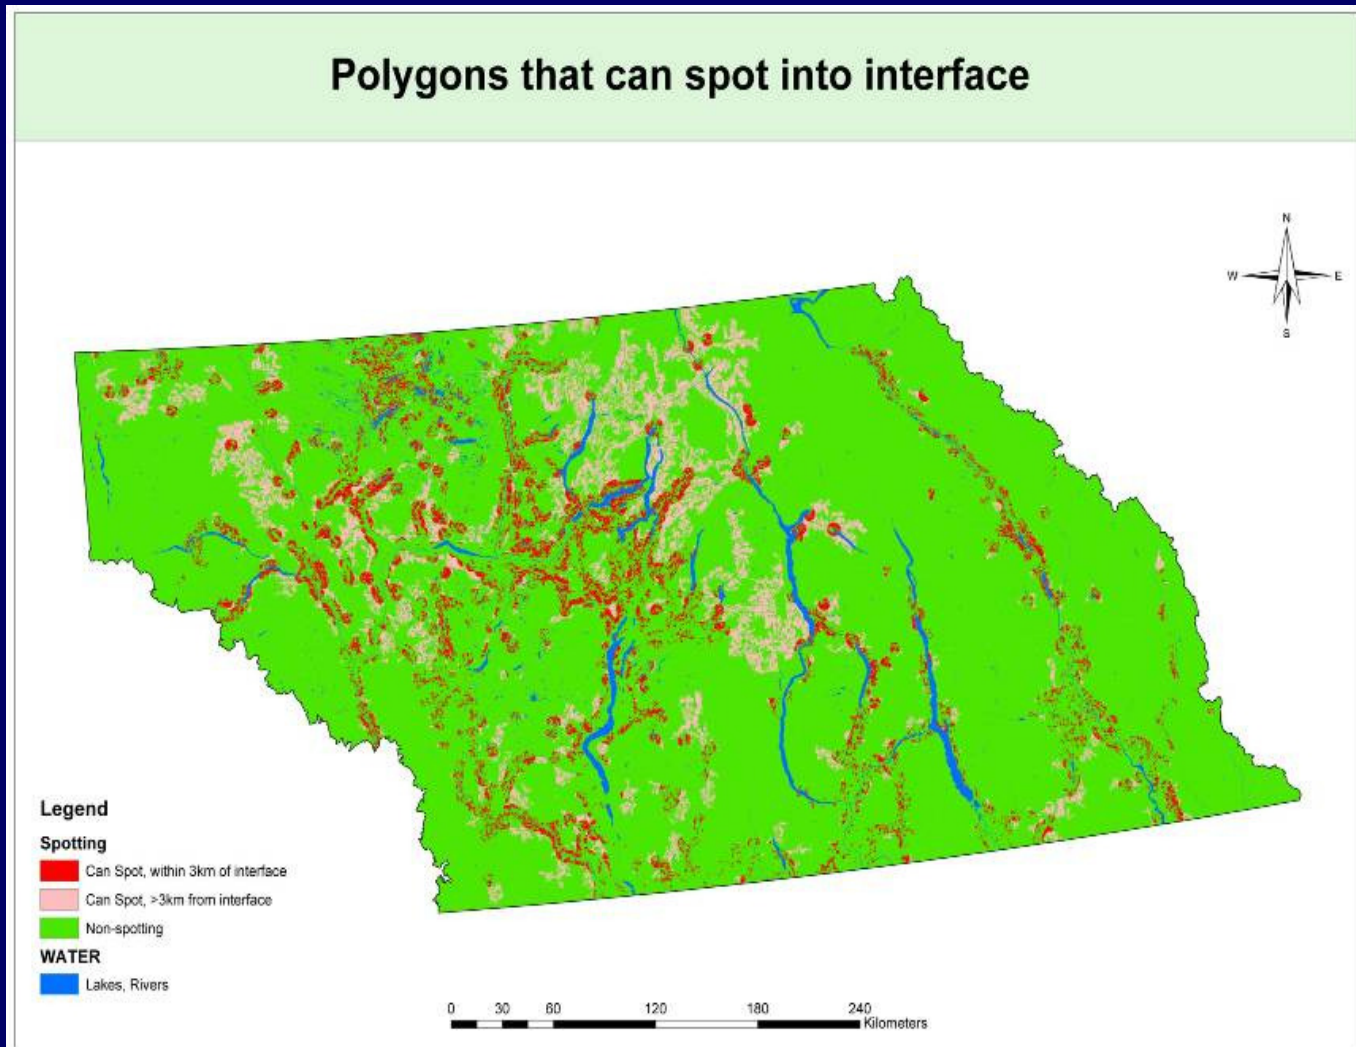 Polygons that can spot into interface
N
W E
S
Legend
Spotting
Can Spot, within 3km of interface
Can Spot, >3km from interface
Non-spotting
WATER
Lakes, Rivers
0 30 60 120 180 240
Kilometers